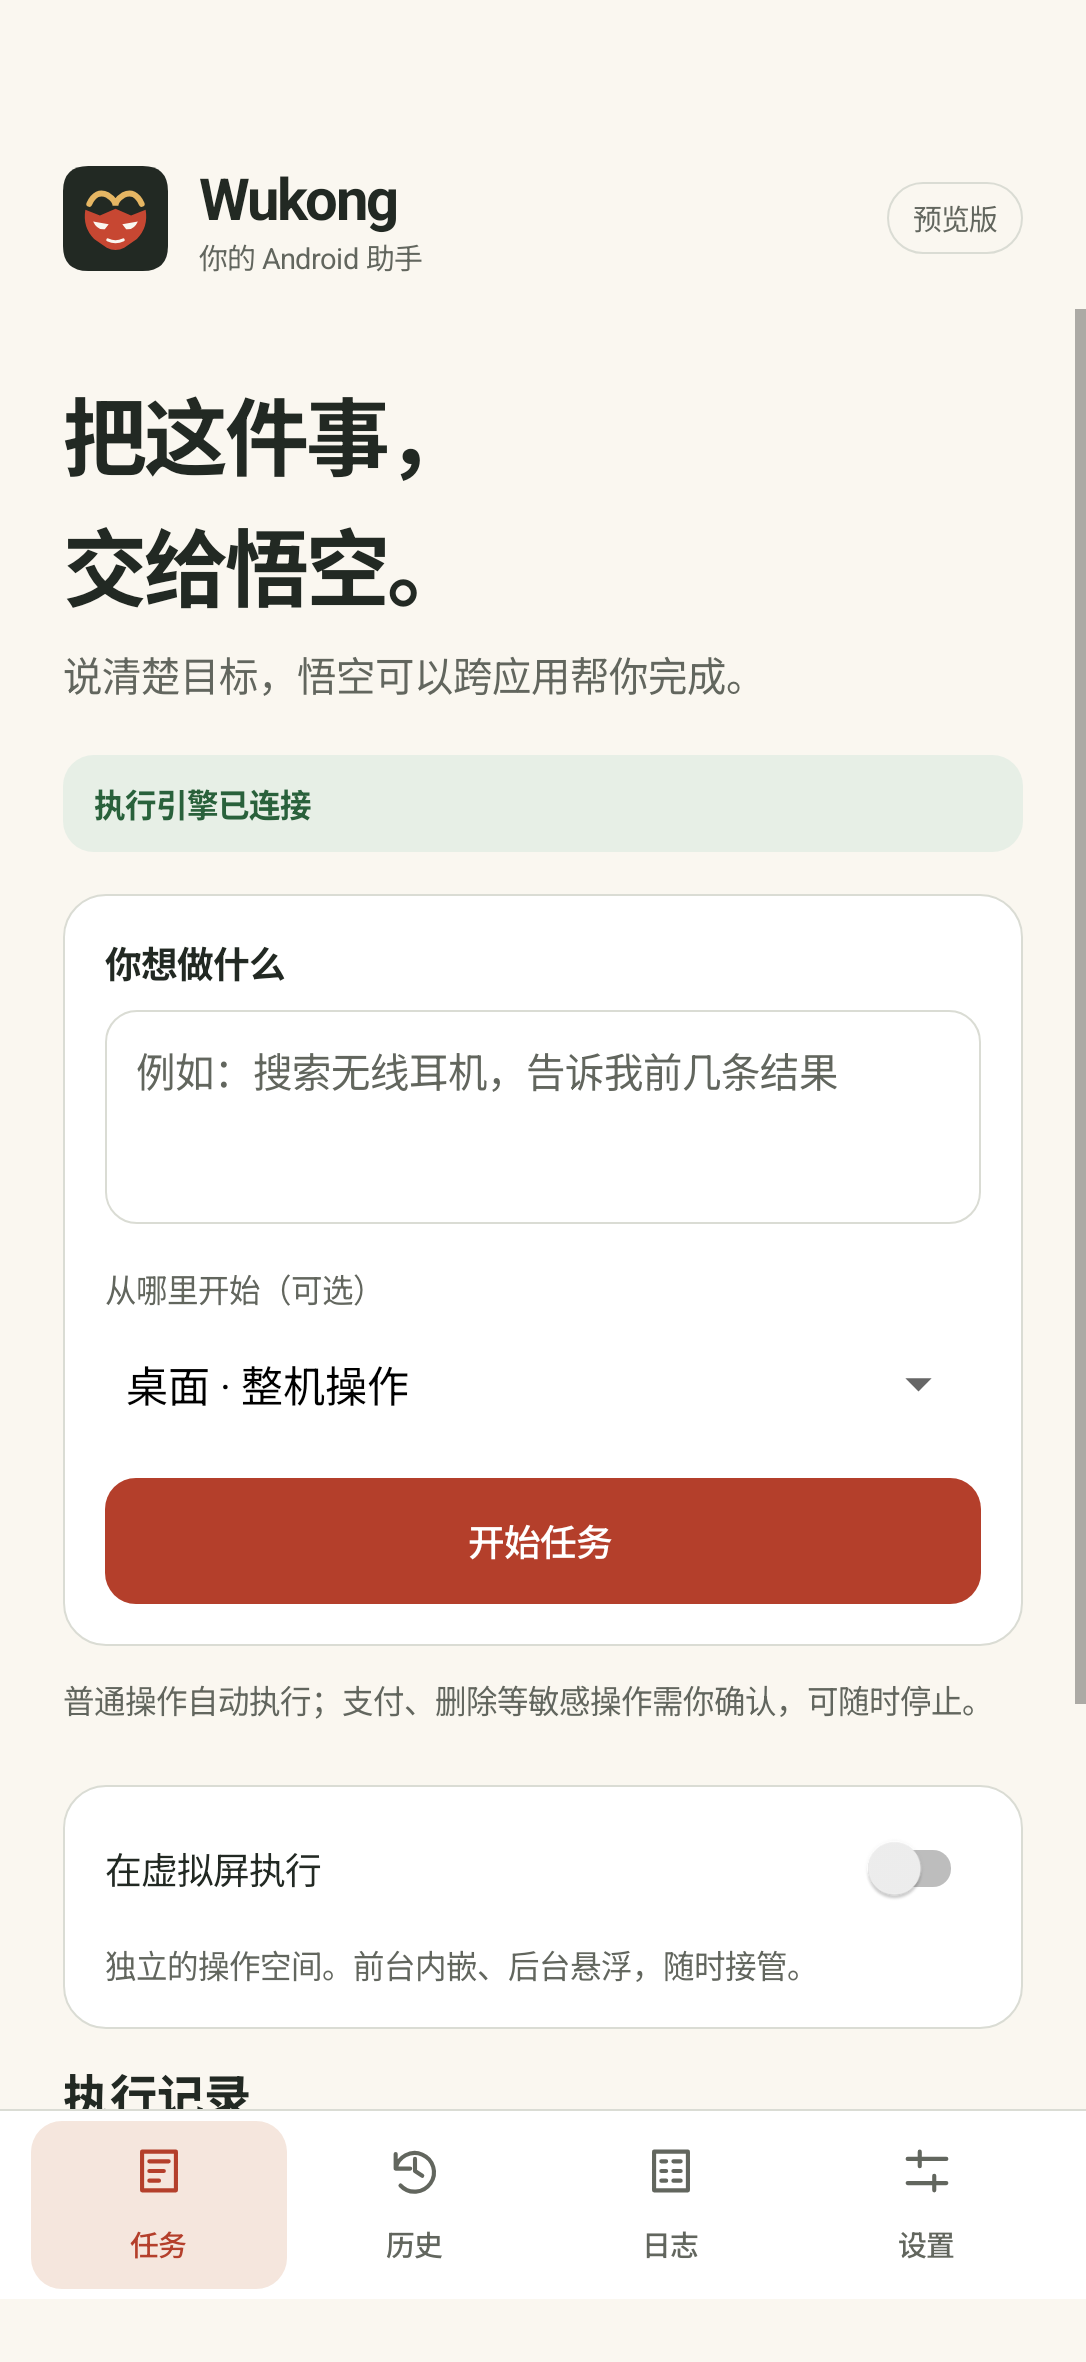 Wukong
你的 Android 助手
预览版
把这件事，
交给悟空。
说清楚目标，悟空可以跨应用帮你完成。
执行引擎已连接
你想做什么
例如：搜索无线耳机，告诉我前几条结果
从哪里开始（可选）
桌面 · 整机操作
开始任务
普通操作自动执行；支付、删除等敏感操作需你确认，可随时停止。
在虚拟屏执行
独立的操作空间。前台内嵌、后台悬浮，随时接管。
执行记录
任务
历史
日志
设置